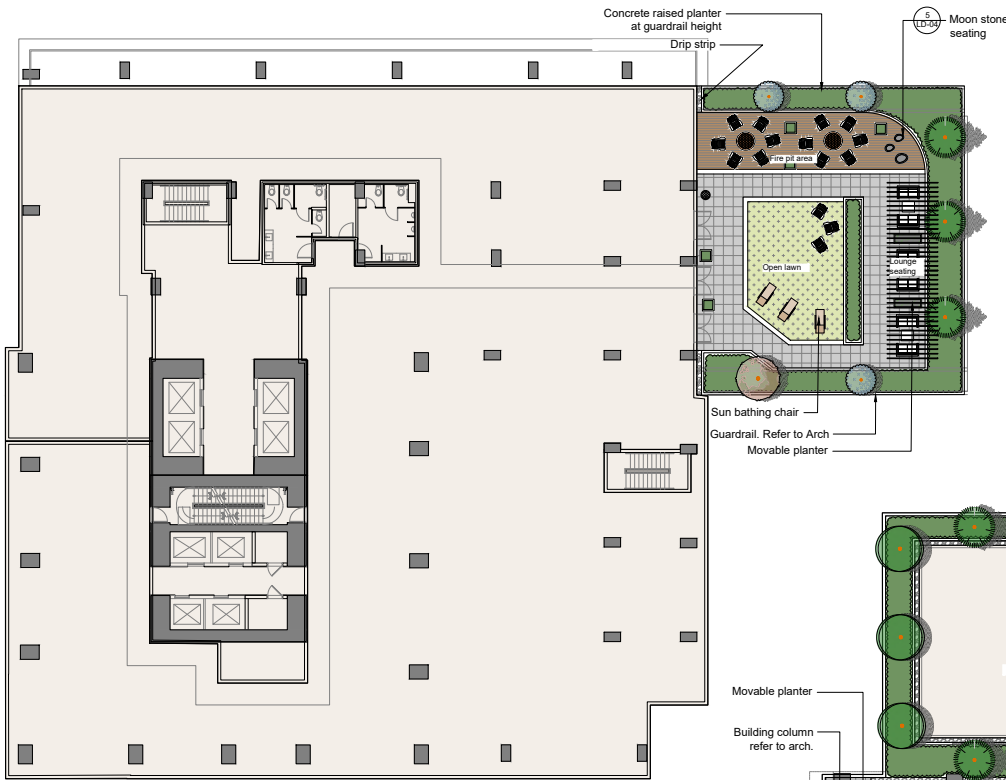 Concrete raised planter
at guardrail height
Drip strip
5
LD-04
Moon stone
seating
Fire pit area
Open lawn
Lounge
seating
Sun bathing chair
Guardrail. Refer to Arch
Movable planter
Movable planter
Building column
refer to arch.